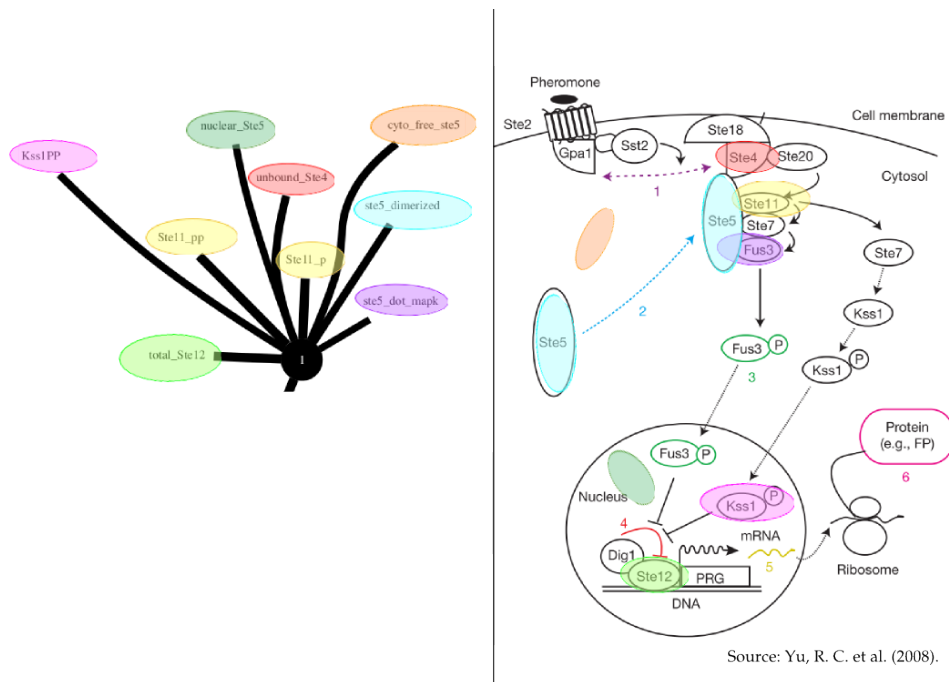 nuclear_Ste5
cyto_free_ste5
Kss1PP
unbound_Ste4
ste5_dimerized
Ste11_pp
Ste11_p
ste5_dot_mapk
total_Ste12
1
Pheromone
Ste2
Cell membrane
Ste18
Gpa1
Sst2
Ste4
Ste20
Cytosol
1
Ste11
Ste5
Ste7
Fus3
Ste7
2
Kss1
Ste5
Fus3
P
P
Kss1
3
Protein
(e.g., FP)
6
Fus3
P
Nucleus
P
Kss1
4
mRNA
Dig1
5
Ste12
PRG
Ribosome
DNA
Source: Yu, R. C. et al. (2008).